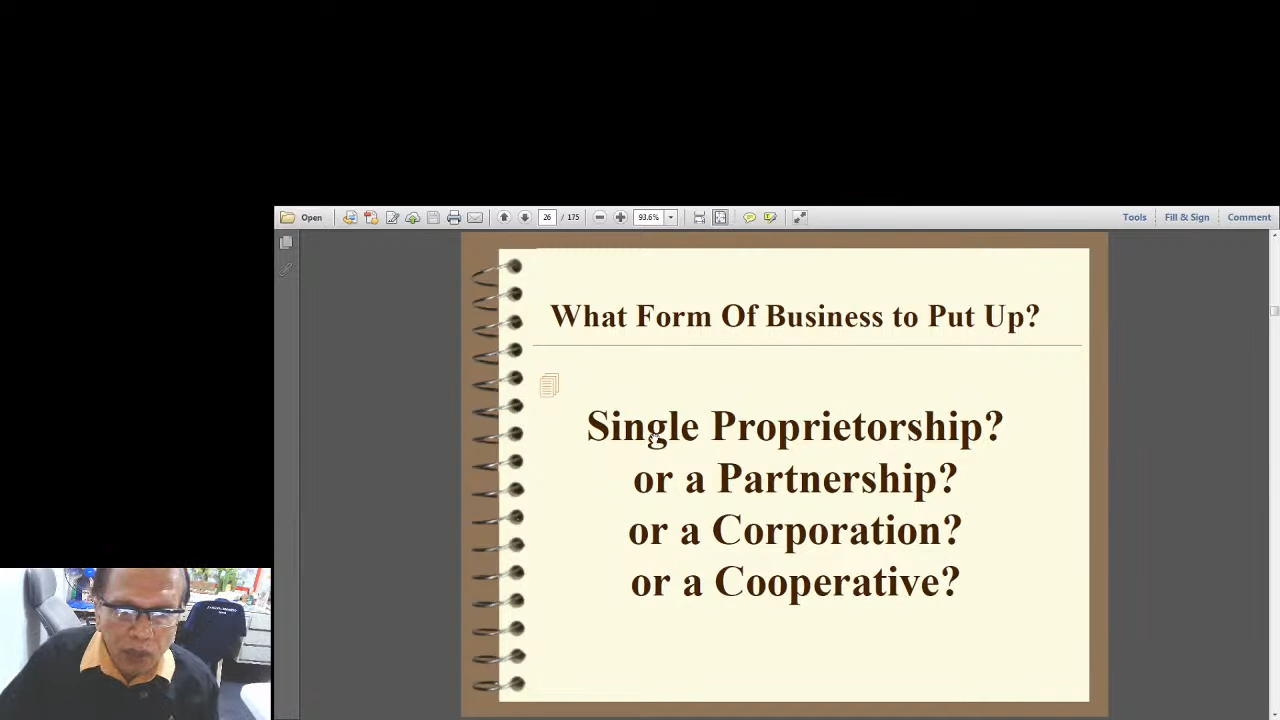 Open 26 / 175 93.6% Tools Fill & Sign Comment
What Form Of Business to Put Up?
Single Proprietorship?
or a Partnership?
or a Corporation?
or a Cooperative?